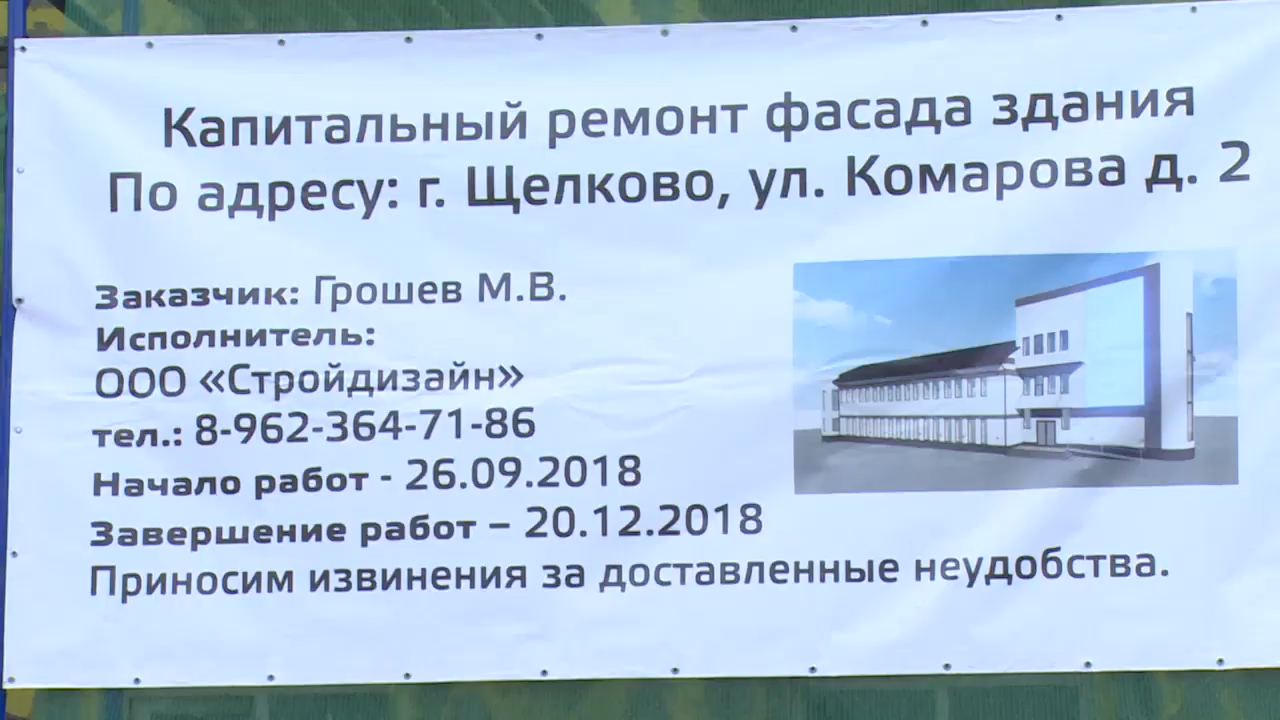 Капитальный ремонт фасада здания
По адресу: г. Щелково, ул. Комарова д. 2
Заказчик: Грошев М.В.
Исполнитель:
ООО «Стройдизайн»
тел.: 8-962-364-71-86
Начало работ - 26.09.2018
Завершение работ – 20.12.2018
Приносим извинения за доставленные неудобства.